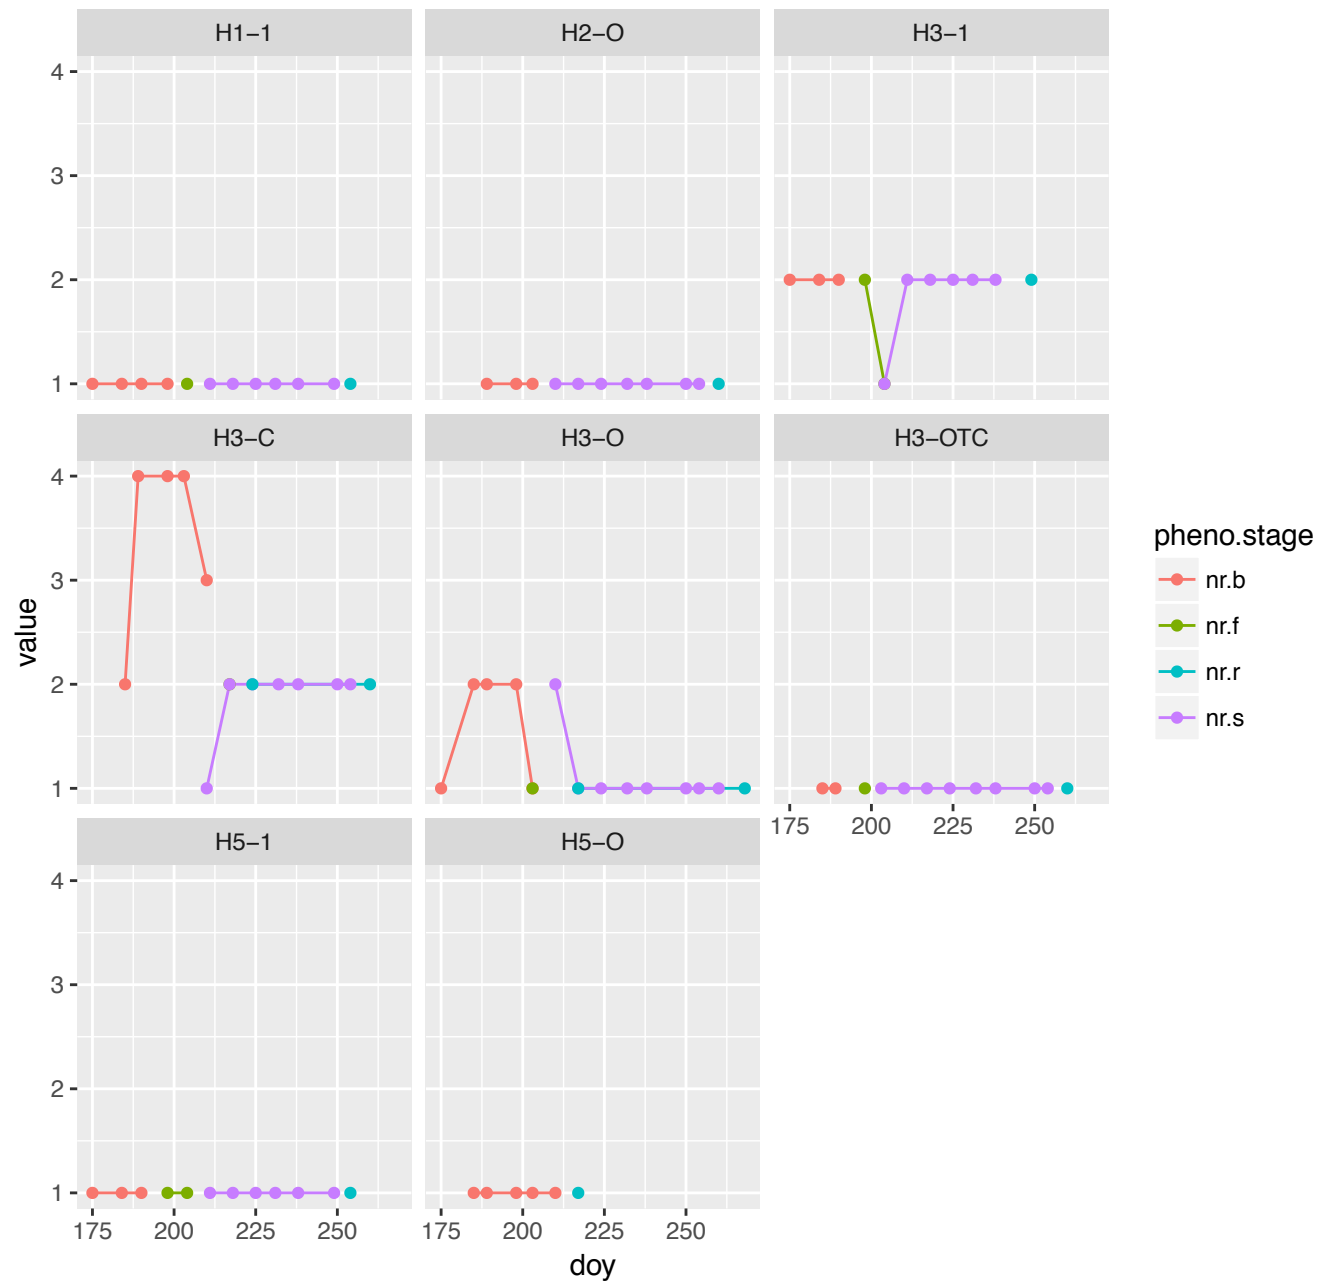 H1−1 H2−O H3−1
4
3
2
1
H3−C H3−O H3−OTC
4
3
2
1
175 200 225 250
H5−1 H5−O
4
3
2
1
175 200 225 250 175 200 225 250
value
doy
pheno.stage
nr.b
nr.f
nr.r
nr.s